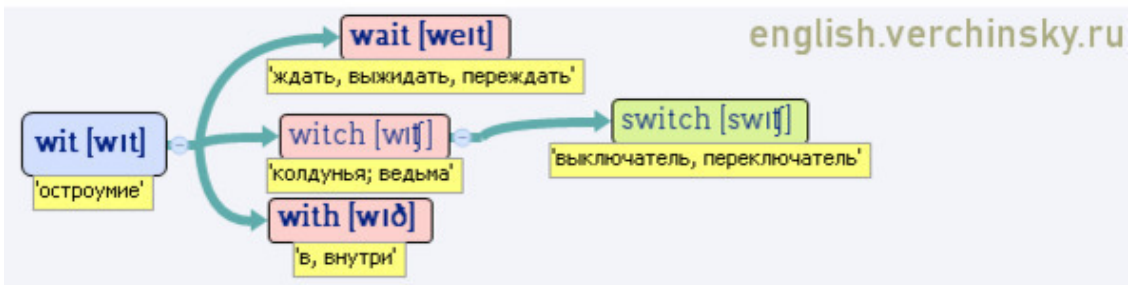 english.verchinsky.ru
wait [weɪt]
'ждать, выжидать, переждать'
wit [wɪt]
'остроумие'
witch [wɪʧ]
'колдунья; ведьма'
switch [swɪʧ]
'выключатель, переключатель'
with [wɪð]
'в, внутри'